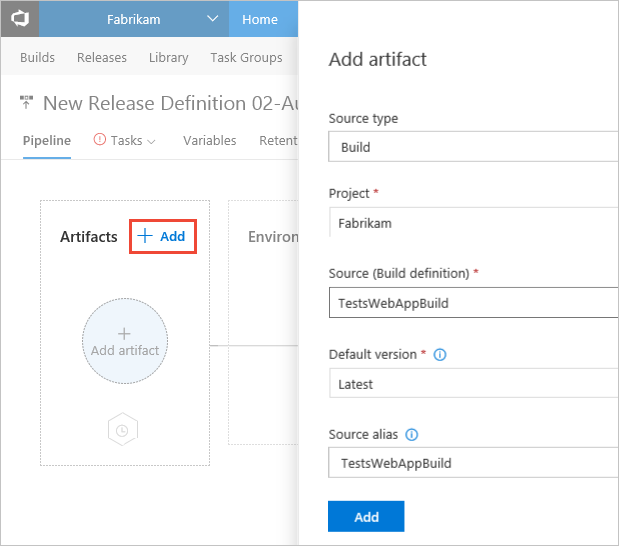 Fabrikam Home
Builds Releases Library Task Groups
New Release Definition 02-Au
Pipeline Tasks Variables Retent
Artifacts + Add
Environ
+
Add artifact
Add artifact
Source type
Build
Project *
Fabrikam
Source (Build definition) *
TestsWebAppBuild
Default version *
Latest
Source alias
TestsWebAppBuild
Add